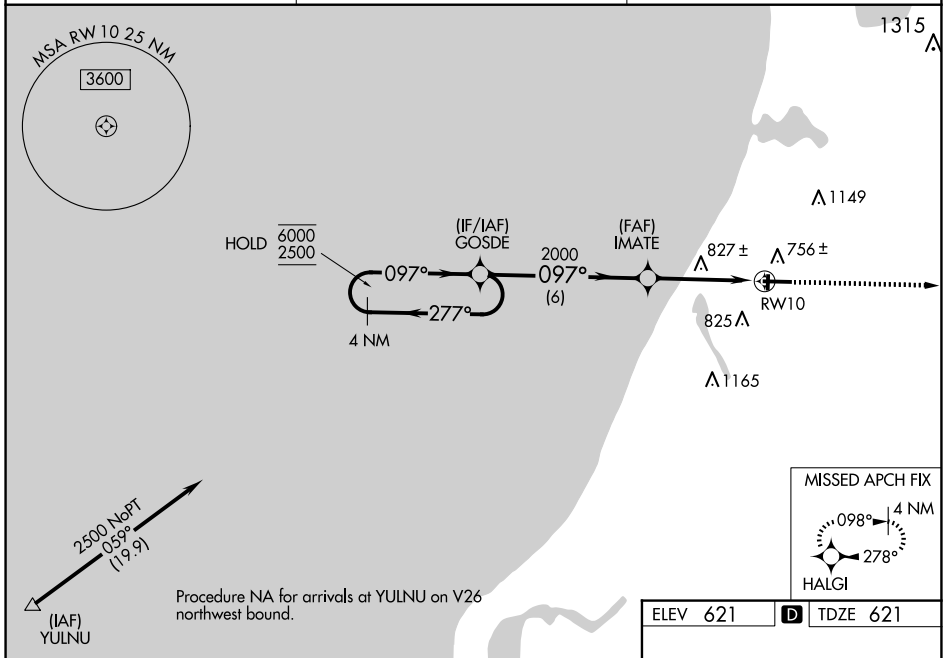 MSA RW 10 25 NM
3600
1315
1149
HOLD
6000
2500
(IF/IAF)
GOSDE
(FAF)
IMATE
827 ±
756 ±
097°
2000
097°
(6)
277°
4 NM
RW10
825
1165
2500 NoPT
059°
(19.9)
(IAF)
YULNU
Procedure NA for arrivals at YULNU on V26
northwest bound.
MISSED APCH FIX
4 NM
098°
278°
HALGI
ELEV 621 D TDZE 621